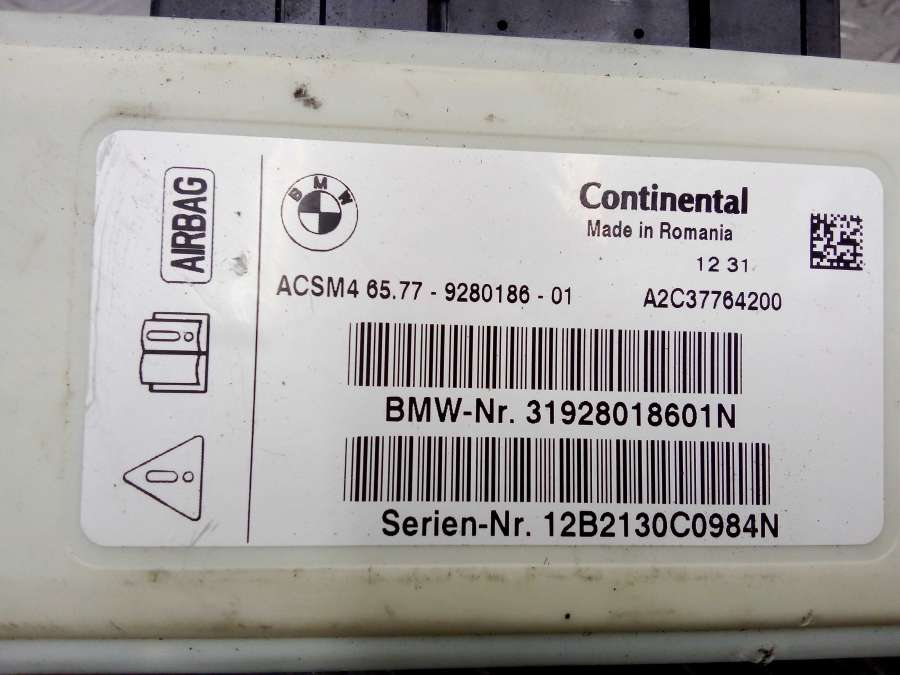 AIRBAG
BMW
Continental
Made in Romania
12 31
ACSM4 65.77 - 9280186 - 01
A2C37764200
BMW-Nr. 31928018601N
Serien-Nr. 12B2130C0984N